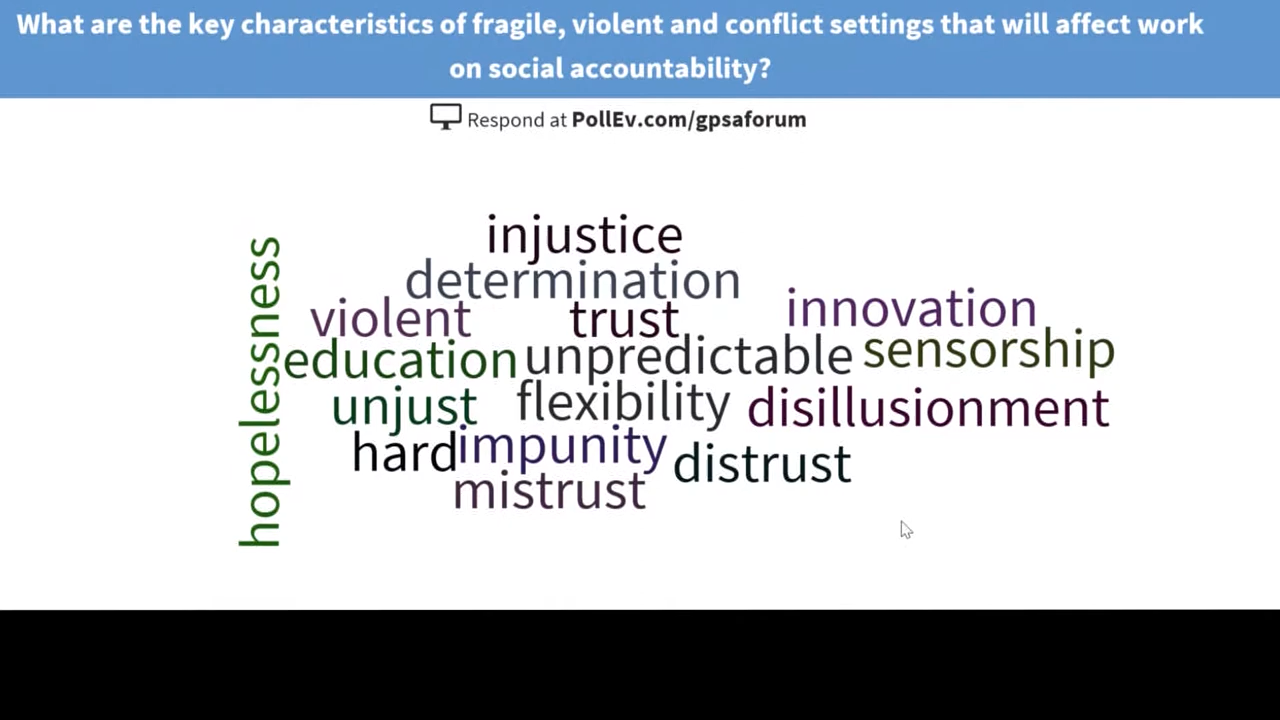 What are the key characteristics of fragile, violent and conflict settings that will affect work
on social accountability?
Respond at PollEv.com/gpsaforum
hopelessness
injustice
determination
violent trust innovation
education unpredictable sensorship
unjust flexibility disillusionment
hard impunity distrust
mistrust